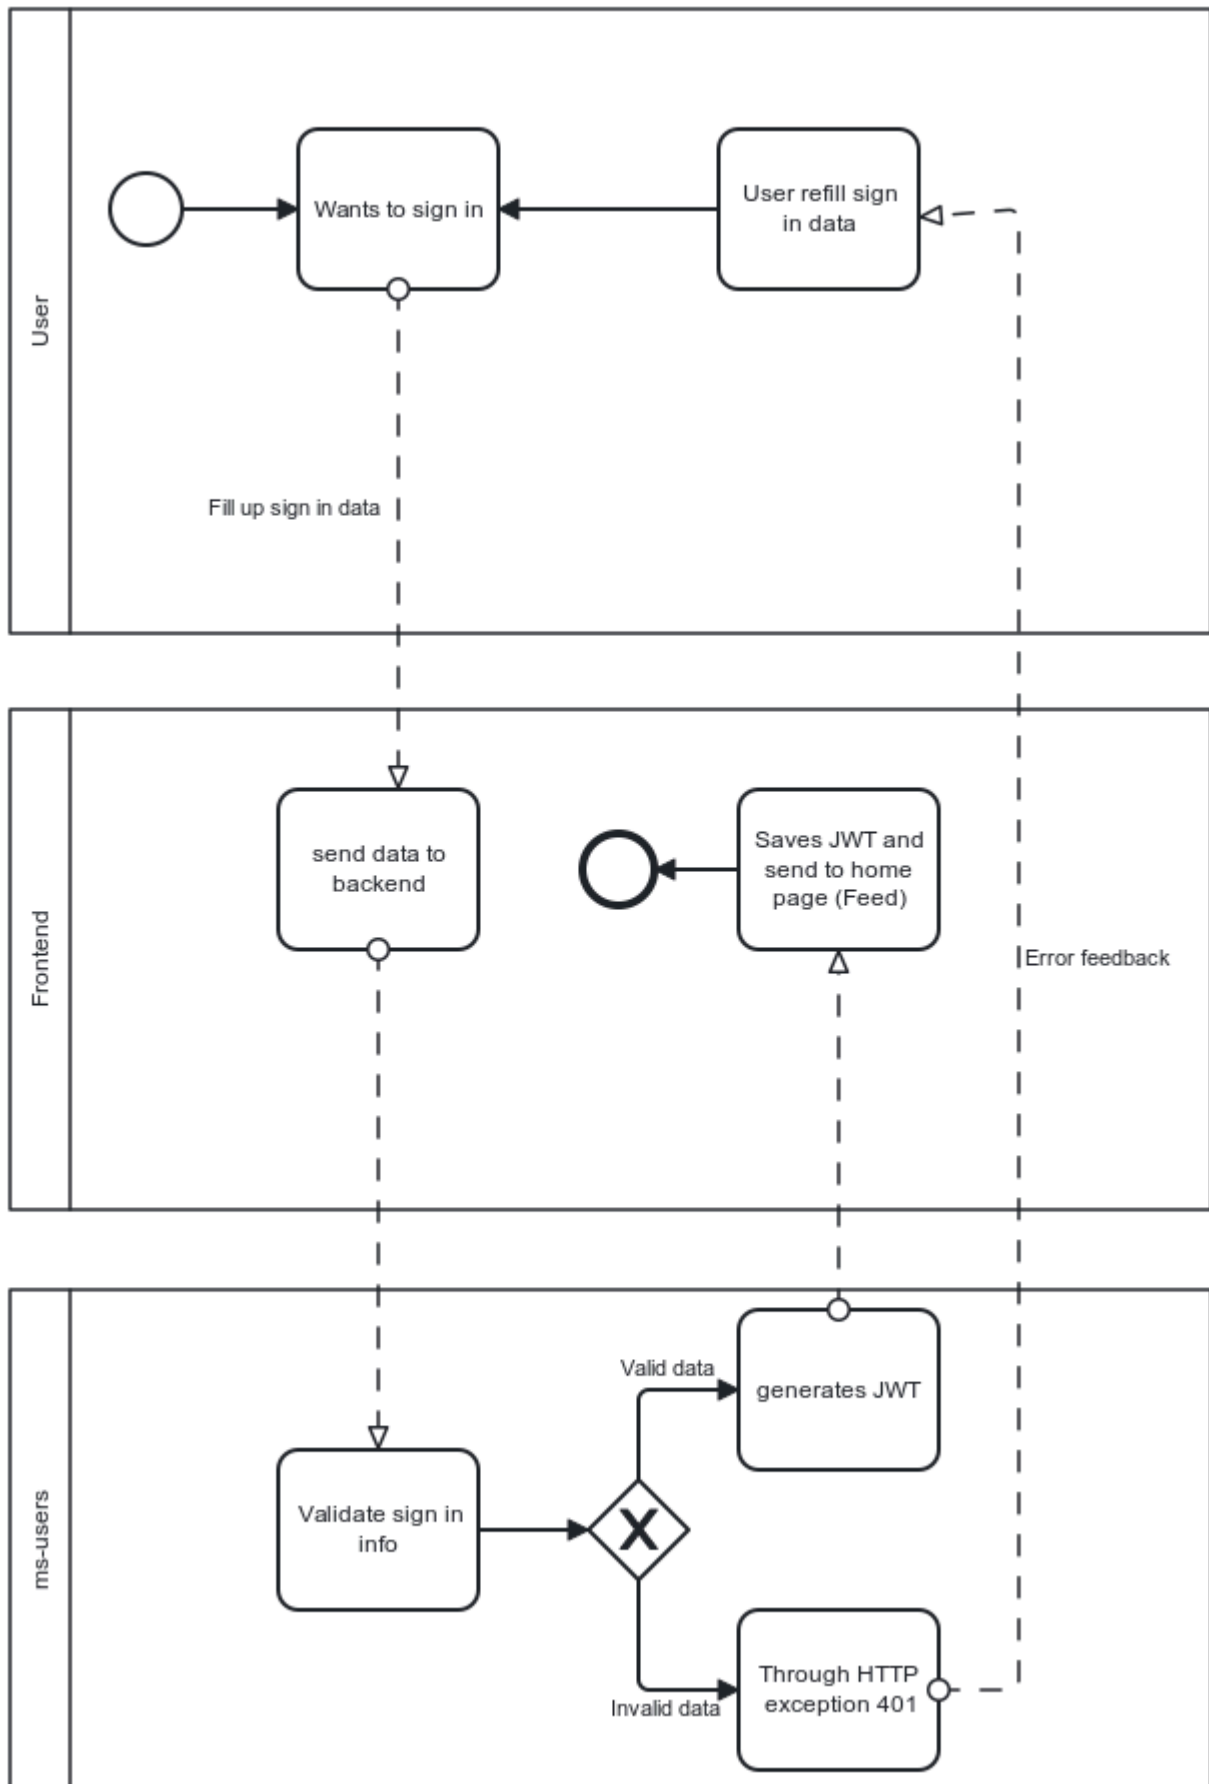 User
Wants to sign in
User refill sign
in data
Fill up sign in data
Frontend
send data to
backend
Saves JWT and
send to home
page (Feed)
Error feedback
ms-users
Validate sign in
info
Valid data
generates JWT
Invalid data
Through HTTP
exception 401